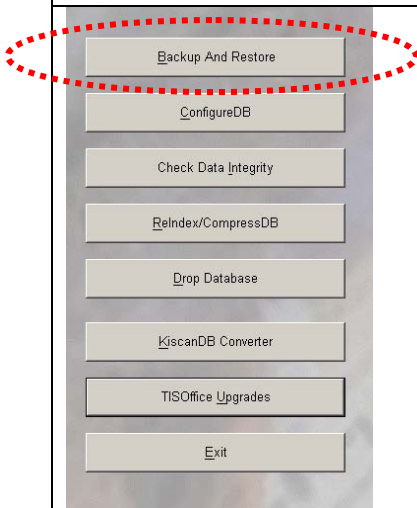 Backup And Restore
ConfigureDB
Check Data Integrity
ReIndex/CompressDB
Drop Database
KiscanDB Converter
TISOffice Upgrades
Exit